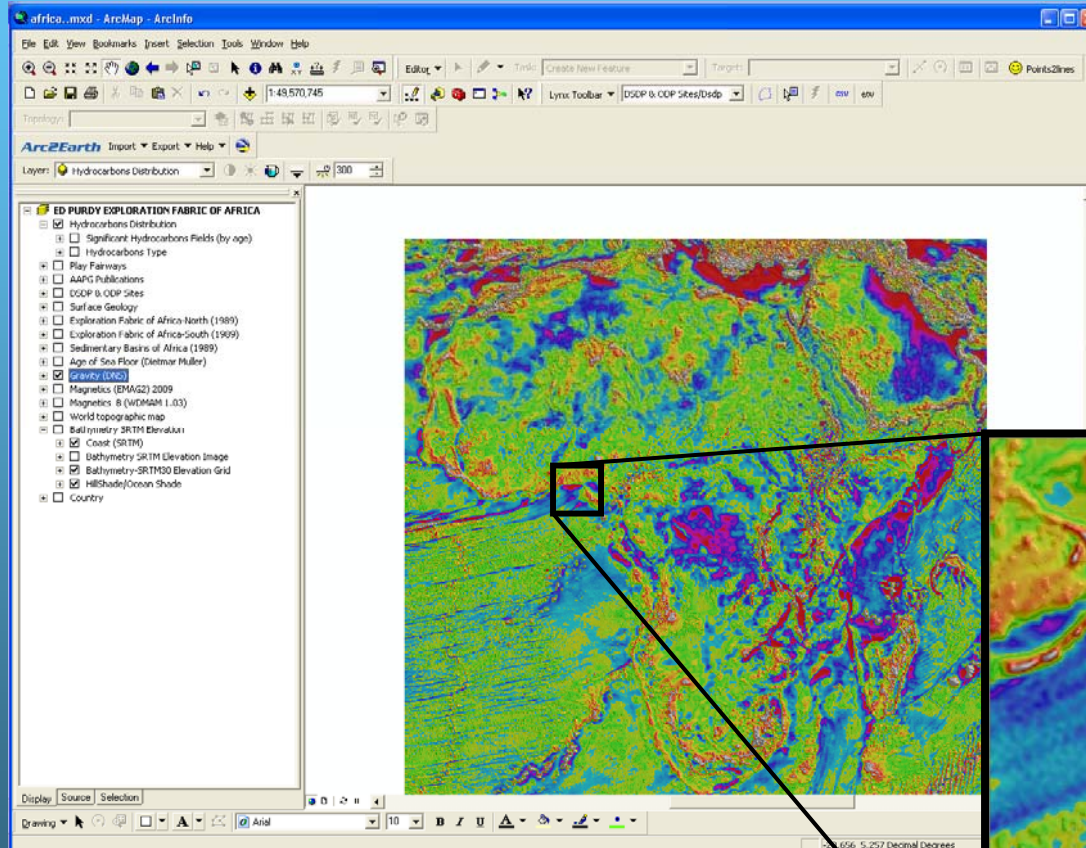 africa..mxd - ArcMap - ArcInfo
File Edit View Bookmarks Insert Selection Tools Window Help
Editor Task: Create New Feature Target: Points2lines
1:49,570,745 Lynx Toolbar DSDP & ODP Sites/Dsdp csv
Topology:
Arc2Earth Import Export Help
Layer: Hydrocarbons Distribution 300
ED PURDY EXPLORATION FABRIC OF AFRICA
Hydrocarbons Distribution
Significant Hydrocarbons Fields (by age)
Hydrocarbons Type
Play Fairways
AAPG Publications
DSDP & ODP Sites
Surface Geology
Exploration Fabric of Africa-North (1989)
Exploration Fabric of Africa-South (1989)
Sedimentary Basins of Africa (1989)
Age of Sea Floor (Dietmar Muller)
Gravity (DNS)
Magnetics (EMAG2) 2009
Magnetics B (WDMAM 1.03)
World topographic map
Bathymetry SRTM Elevation
Coast (SRTM)
Bathymetry SRTM Elevation Image
Bathymetry-SRTM30 Elevation Grid
HillShade/Ocean Shade
Country
Display Source Selection
Drawing A Arial 10 B I U A
5.257 Decimal Degrees